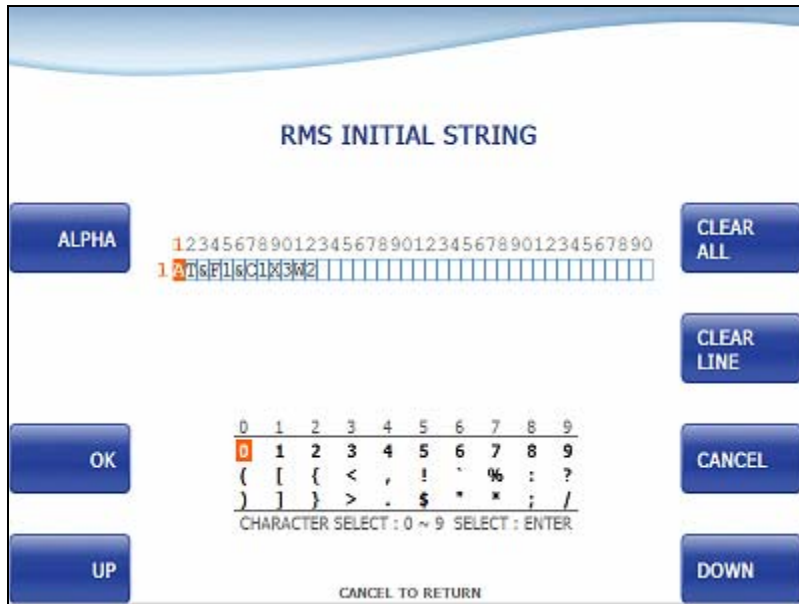 RMS INITIAL STRING
ALPHA
CLEAR
ALL
1234567890123456789012345678901234567890
1 AT&F1&C1X3W2
CLEAR
LINE
0 1 2 3 4 5 6 7 8 9
0 1 2 3 4 5 6 7 8 9
( [ { < , ! ` % : ?
) ] } > . $ " * ; /
CHARACTER SELECT : 0 ~ 9 SELECT : ENTER
OK
CANCEL
UP
DOWN
CANCEL TO RETURN